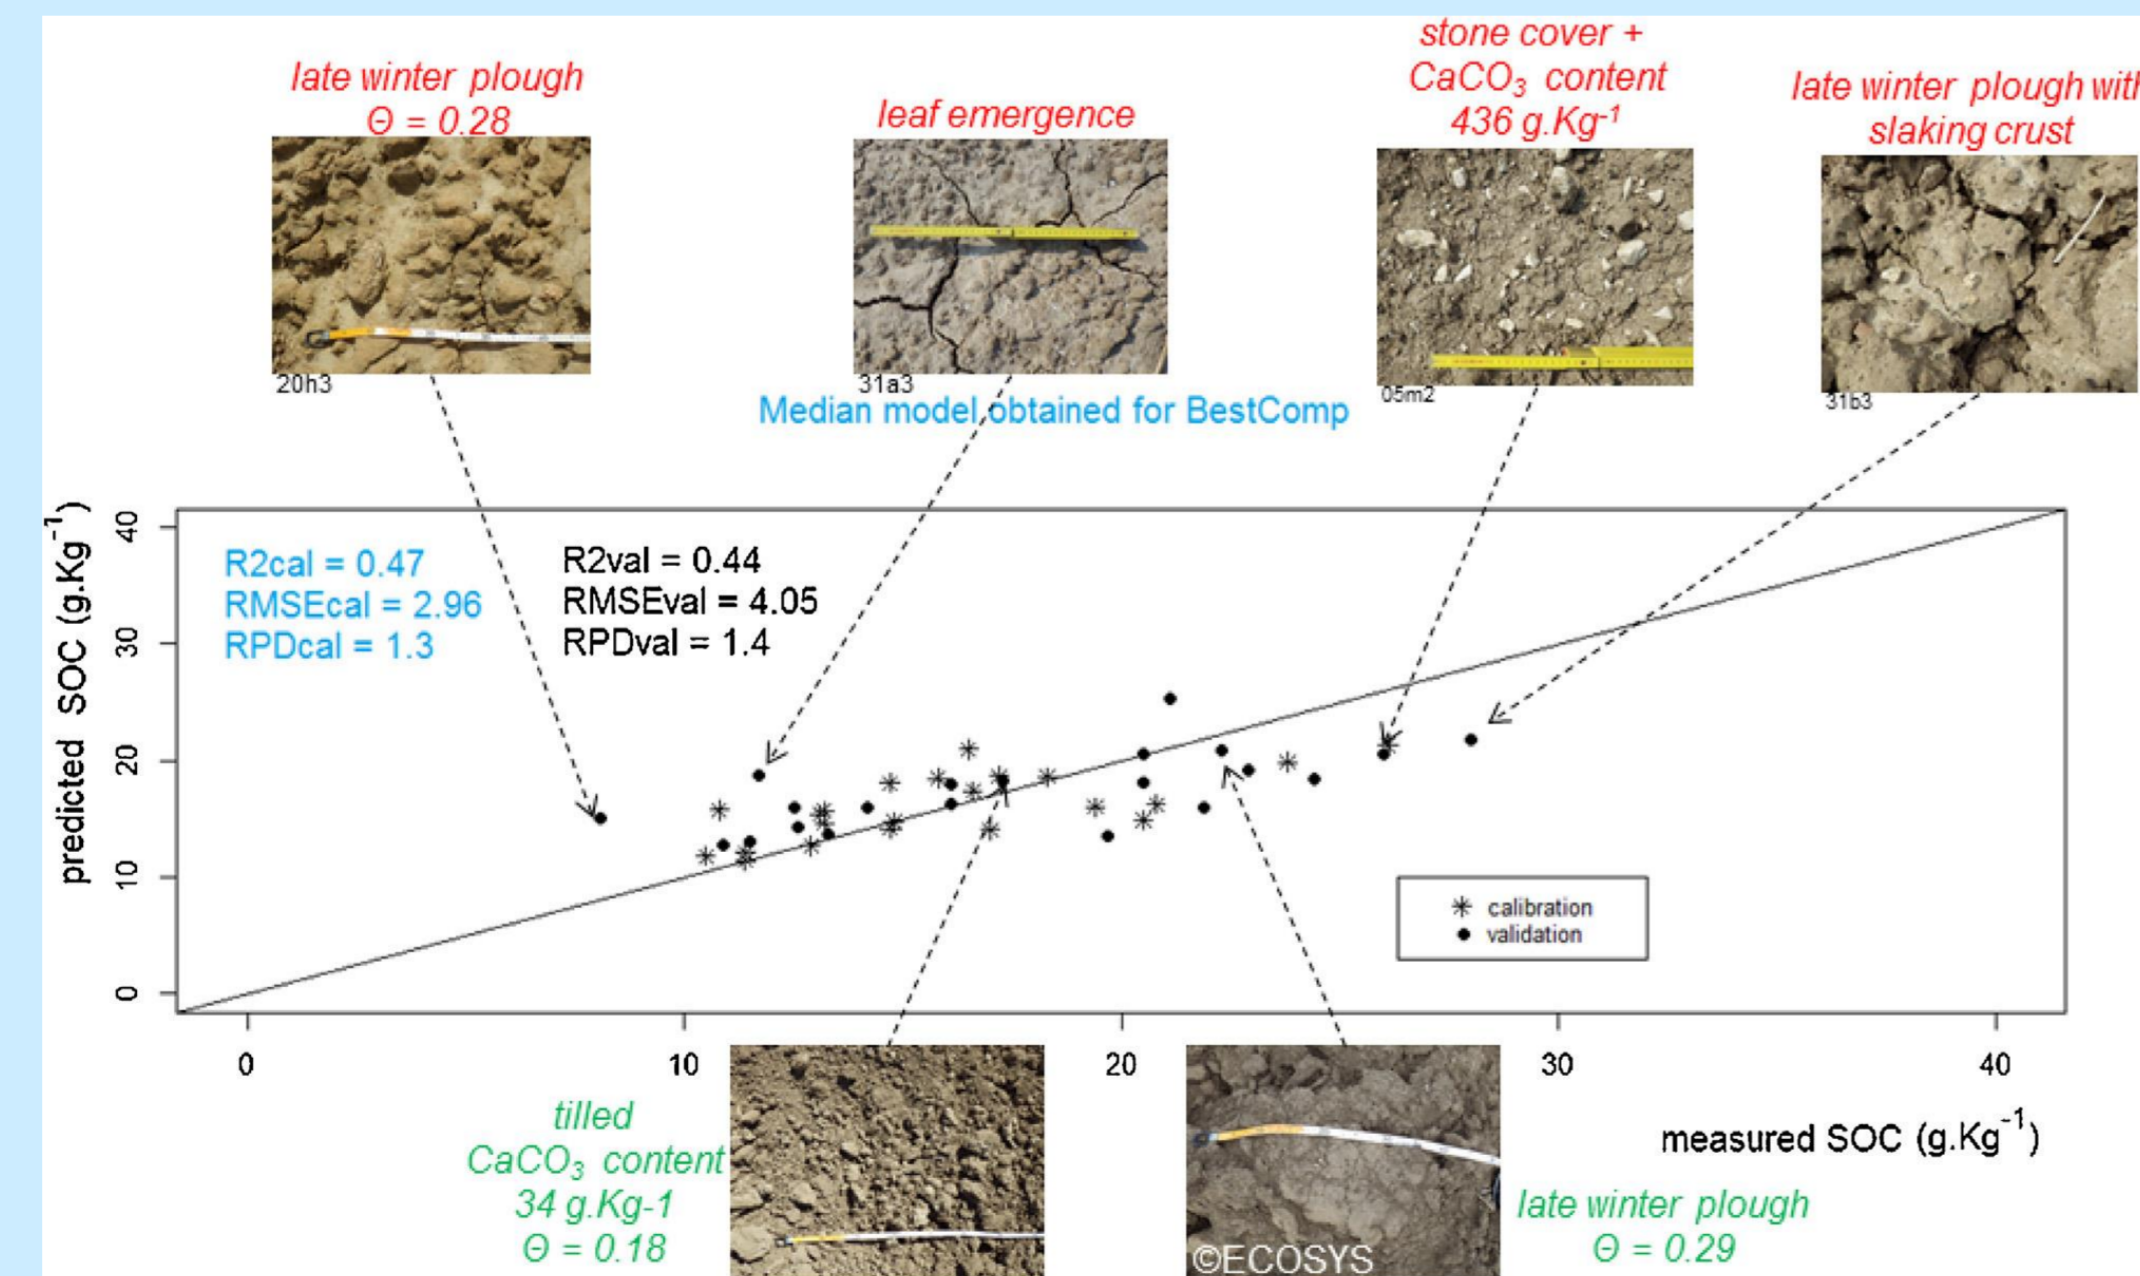 late winter plough
Θ = 0.28
leaf emergence
stone cover +
CaCO₃ content
436 g.Kg⁻¹
late winter plough with
slaking crust
20h3
31a3
05m2
31b3
Median model obtained for BestComp
R2cal = 0.47
RMSEcal = 2.96
RPDcal = 1.3
R2val = 0.44
RMSEval = 4.05
RPDval = 1.4
predicted SOC (g.Kg⁻¹)
40
30
20
10
0
calibration
validation
0
10
20
30
40
measured SOC (g.Kg⁻¹)
tilled
CaCO₃ content
34 g.Kg-1
Θ = 0.18
©ECOSYS
late winter plough
Θ = 0.29